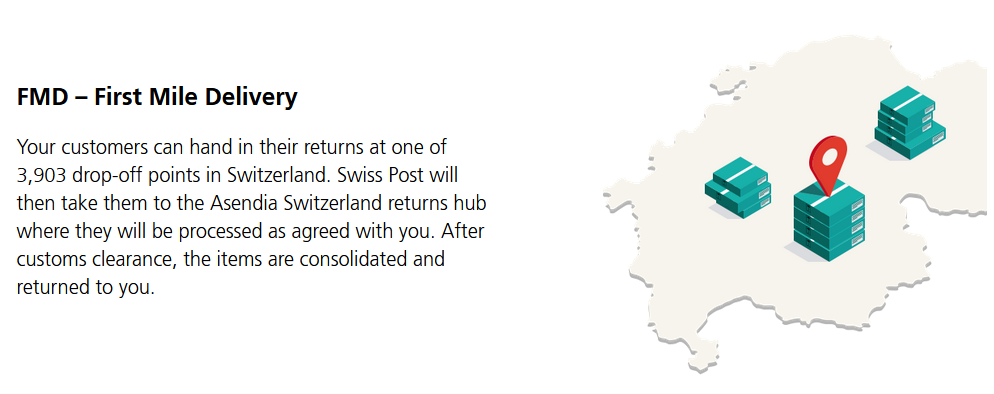 FMD – First Mile Delivery
Your customers can hand in their returns at one of
3,903 drop-off points in Switzerland. Swiss Post will
then take them to the Asendia Switzerland returns hub
where they will be processed as agreed with you. After
customs clearance, the items are consolidated and
returned to you.